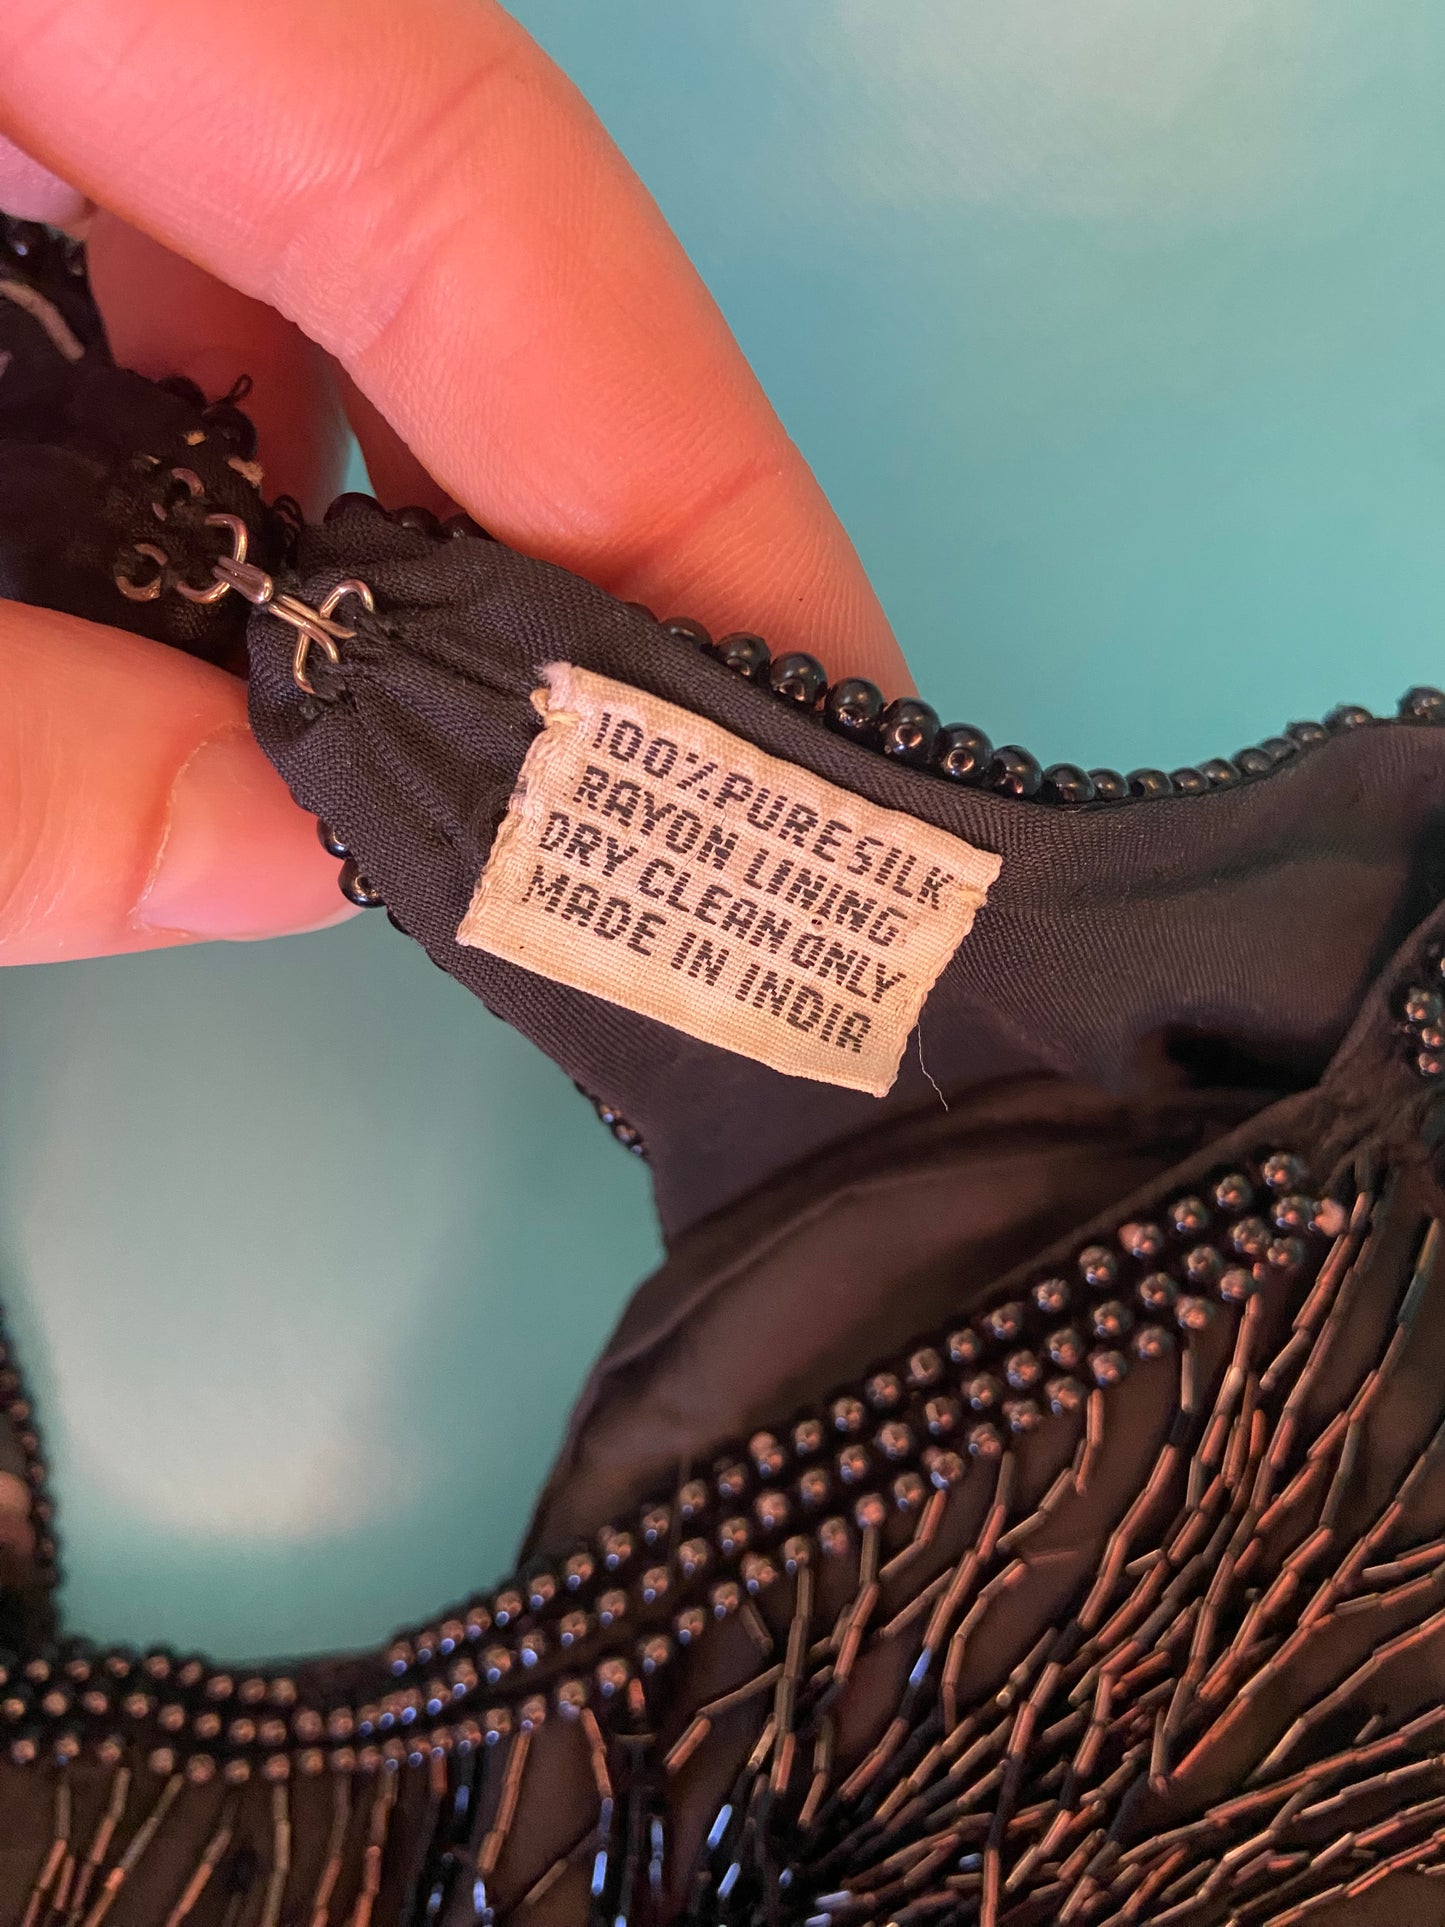 100% PURE SILK
RAYON LINING
DRY CLEAN ONLY
MADE IN INDIA